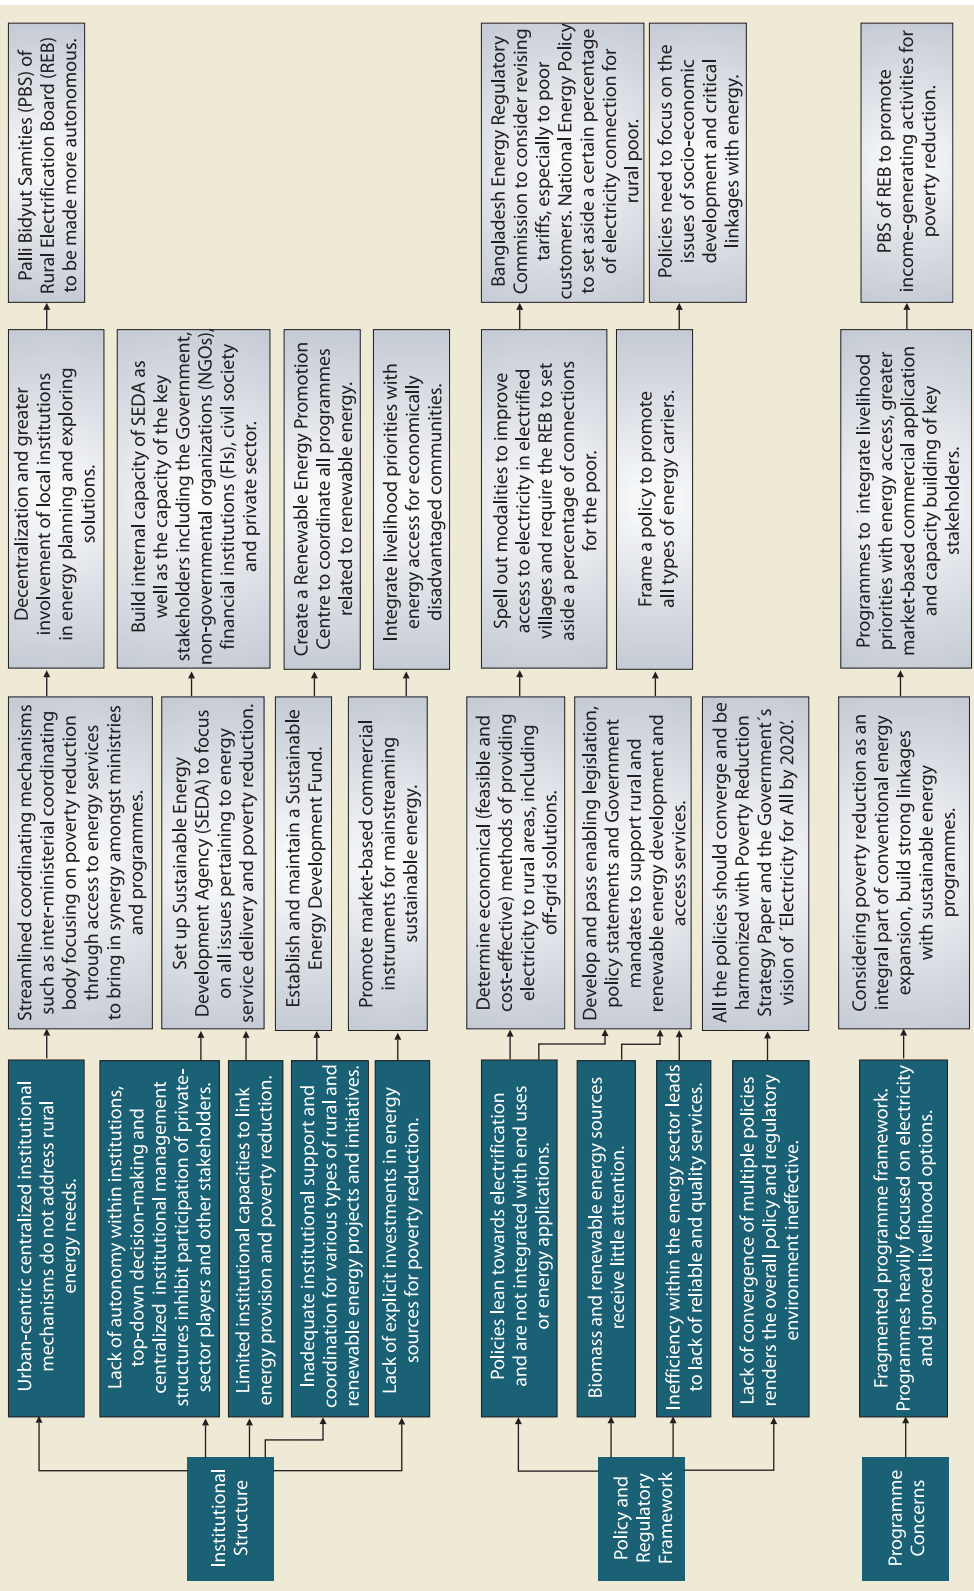 Institutional
Structure
Urban-centric centralized institutional
mechanisms do not address rural
energy needs.
Streamlined coordinating mechanisms
such as inter-ministerial coordinating
body focusing on poverty reduction
through access to energy services
to bring in synergy amongst ministries
and programmes.
Decentralization and greater
involvement of local institutions
in energy planning and exploring
solutions.
Palli Bidyut Samities (PBS) of
Rural Electrification Board (REB)
to be made more autonomous.
Lack of autonomy within institutions,
top-down decision-making and
centralized institutional management
structures inhibit participation of private-
sector players and other stakeholders.
Set up Sustainable Energy
Development Agency (SEDA) to focus
on all issues pertaining to energy
service delivery and poverty reduction.
Build internal capacity of SEDA as
well as the capacity of the key
stakeholders including the Government,
non-governmental organizations (NGOs),
financial institutions (FIs), civil society
and private sector.
Limited institutional capacities to link
energy provision and poverty reduction.
Inadequate institutional support and
coordination for various types of rural and
renewable energy projects and initiatives.
Establish and maintain a Sustainable
Energy Development Fund.
Create a Renewable Energy Promotion
Centre to coordinate all programmes
related to renewable energy.
Lack of explicit investments in energy
sources for poverty reduction.
Promote market-based commercial
instruments for mainstreaming
sustainable energy.
Integrate livelihood priorities with
energy access for economically
disadvantaged communities.
Policy and
Regulatory
Framework
Policies lean towards electrification
and are not integrated with end uses
or energy applications.
Determine economical (feasible and
cost-effective) methods of providing
electricity to rural areas, including
off-grid solutions.
Spell out modalities to improve
access to electricity in electrified
villages and require the REB to set
aside a percentage of connections
for the poor.
Bangladesh Energy Regulatory
Commission to consider revising
tariffs, especially to poor
customers. National Energy Policy
to set aside a certain percentage
of electricity connection for
rural poor.
Biomass and renewable energy sources
receive little attention.
Develop and pass enabling legislation,
policy statements and Government
mandates to support rural and
renewable energy development and
access services.
Frame a policy to promote
all types of energy carriers.
Policies need to focus on the
issues of socio-economic
development and critical
linkages with energy.
Inefficiency within the energy sector leads
to lack of reliable and quality services.
Lack of convergence of multiple policies
renders the overall policy and regulatory
environment ineffective.
All the policies should converge and be
harmonized with Poverty Reduction
Strategy Paper and the Government´s
vision of ´Electricity for All by 2020’.
Programme
Concerns
Fragmented programme framework.
Programmes heavily focused on electricity
and ignored livelihood options.
Considering poverty reduction as an
integral part of conventional energy
expansion, build strong linkages
with sustainable energy
programmes.
Programmes to integrate livelihood
priorities with energy access, greater
market-based commercial application
and capacity building of key
stakeholders.
PBS of REB to promote
income-generating activities for
poverty reduction.